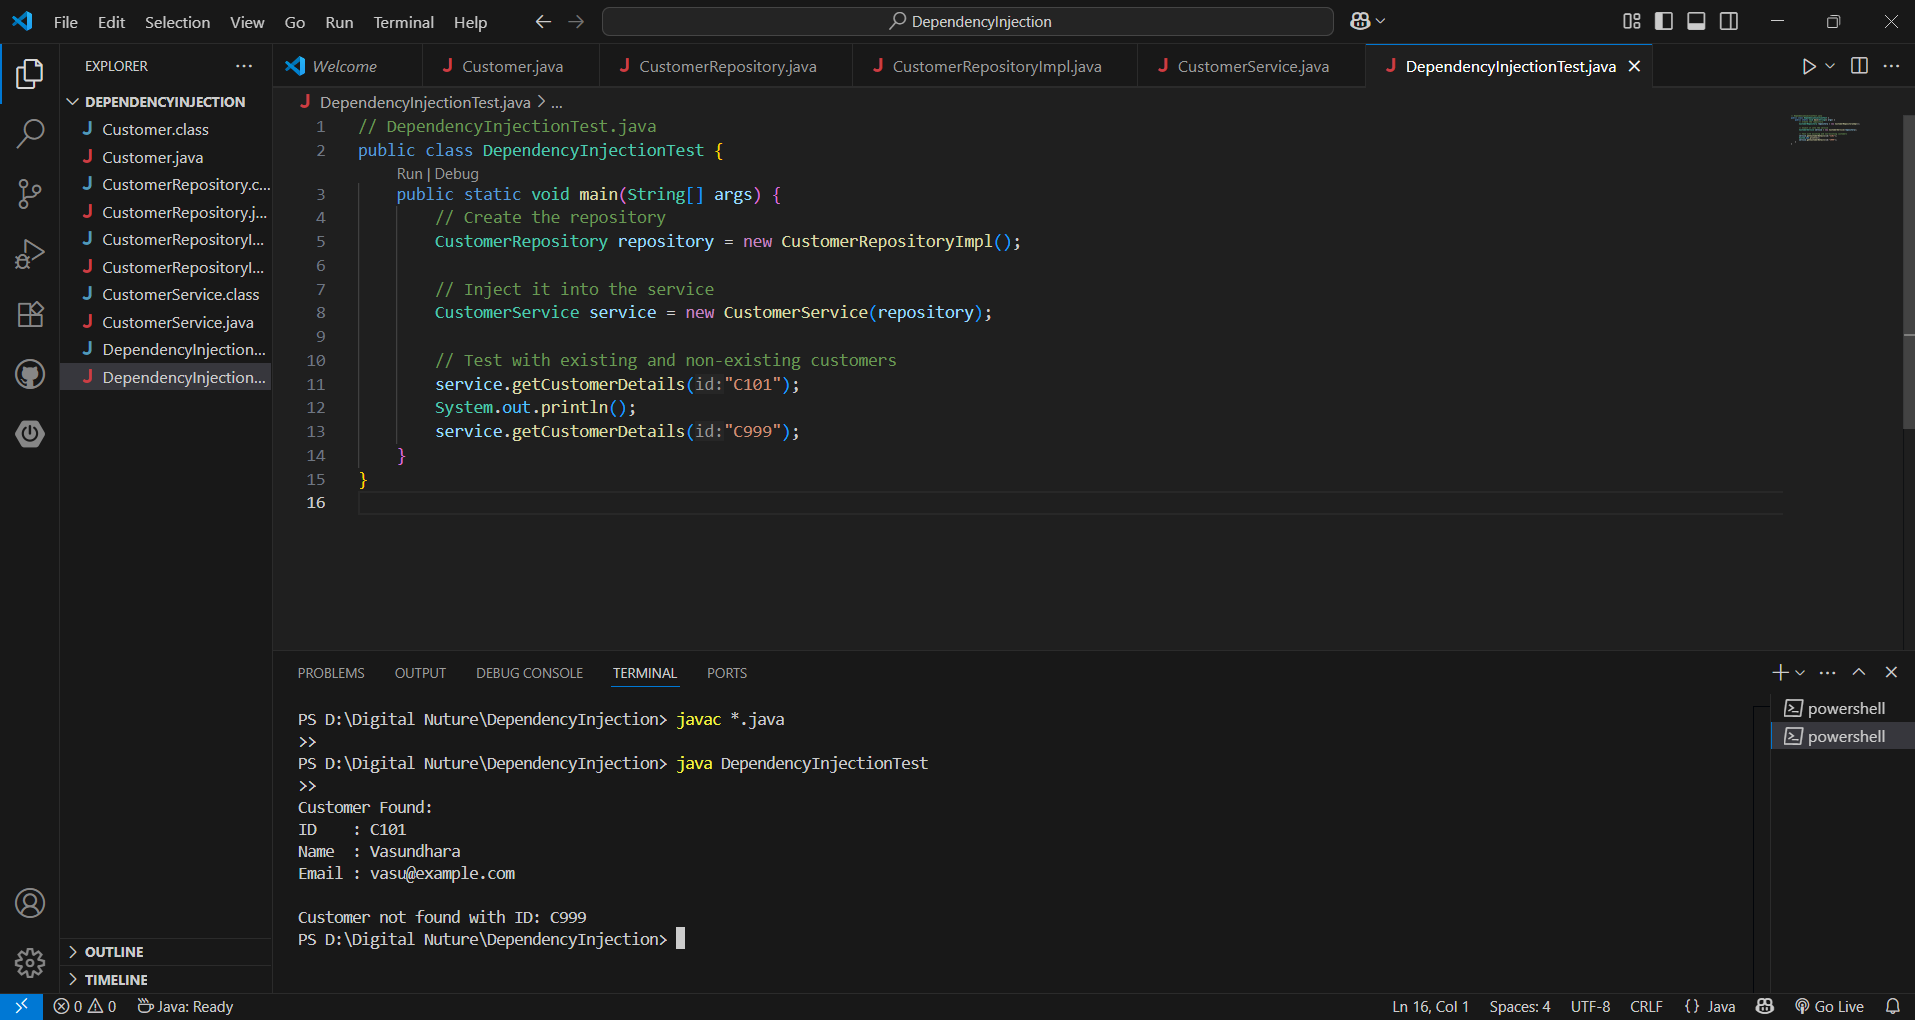 File Edit Selection View Go Run Terminal Help
DependencyInjection
EXPLORER
DEPENDENCYINJECTION
Customer.class
Customer.java
CustomerRepository.c...
CustomerRepository.j...
CustomerRepositoryI...
CustomerRepositoryI...
CustomerService.class
CustomerService.java
DependencyInjection...
DependencyInjection...
OUTLINE
TIMELINE
Welcome Customer.java CustomerRepository.java CustomerRepositoryImpl.java CustomerService.java DependencyInjectionTest.java
DependencyInjectionTest.java > ...
1 // DependencyInjectionTest.java
2 public class DependencyInjectionTest {
Run | Debug
3 public static void main(String[] args) {
4 // Create the repository
5 CustomerRepository repository = new CustomerRepositoryImpl();
6
7 // Inject it into the service
8 CustomerService service = new CustomerService(repository);
9
10 // Test with existing and non-existing customers
11 service.getCustomerDetails(id:"C101");
12 System.out.println();
13 service.getCustomerDetails(id:"C999");
14 }
15 }
16
PROBLEMS OUTPUT DEBUG CONSOLE TERMINAL PORTS
PS D:\Digital Nuture\DependencyInjection> javac *.java
>>
PS D:\Digital Nuture\DependencyInjection> java DependencyInjectionTest
>>
Customer Found:
ID    : C101
Name  : Vasundhara
Email : vasu@example.com
Customer not found with ID: C999
PS D:\Digital Nuture\DependencyInjection>
powershell
powershell
0 0 Java: Ready
Ln 16, Col 1 Spaces: 4 UTF-8 CRLF {} Java Go Live